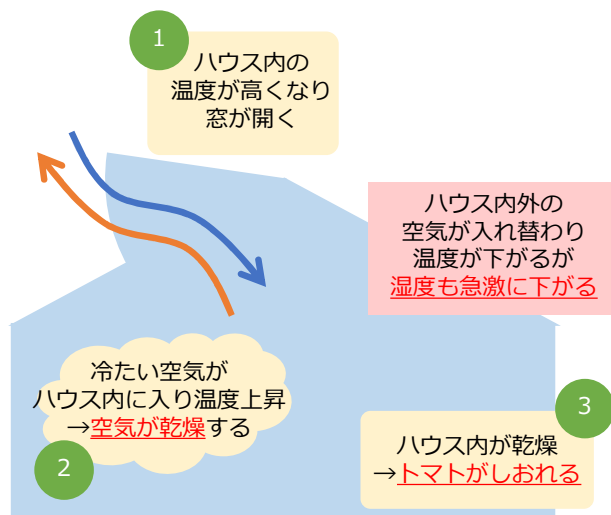 1
ハウス内の
温度が高くなり
窓が開く
ハウス内外の
空気が入れ替わり
温度が下がるが
湿度も急激に下がる
冷たい空気が
ハウス内に入り温度上昇
→空気が乾燥する
2
3
ハウス内が乾燥
→トマトがしおれる